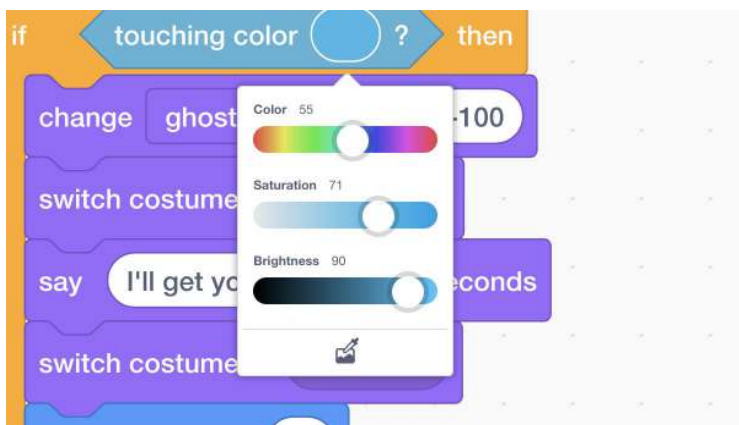 if touching color ? then
Color 55
change ghost -100
Saturation 71
switch costume
Brightness 90
say I'll get yo econds
switch costume